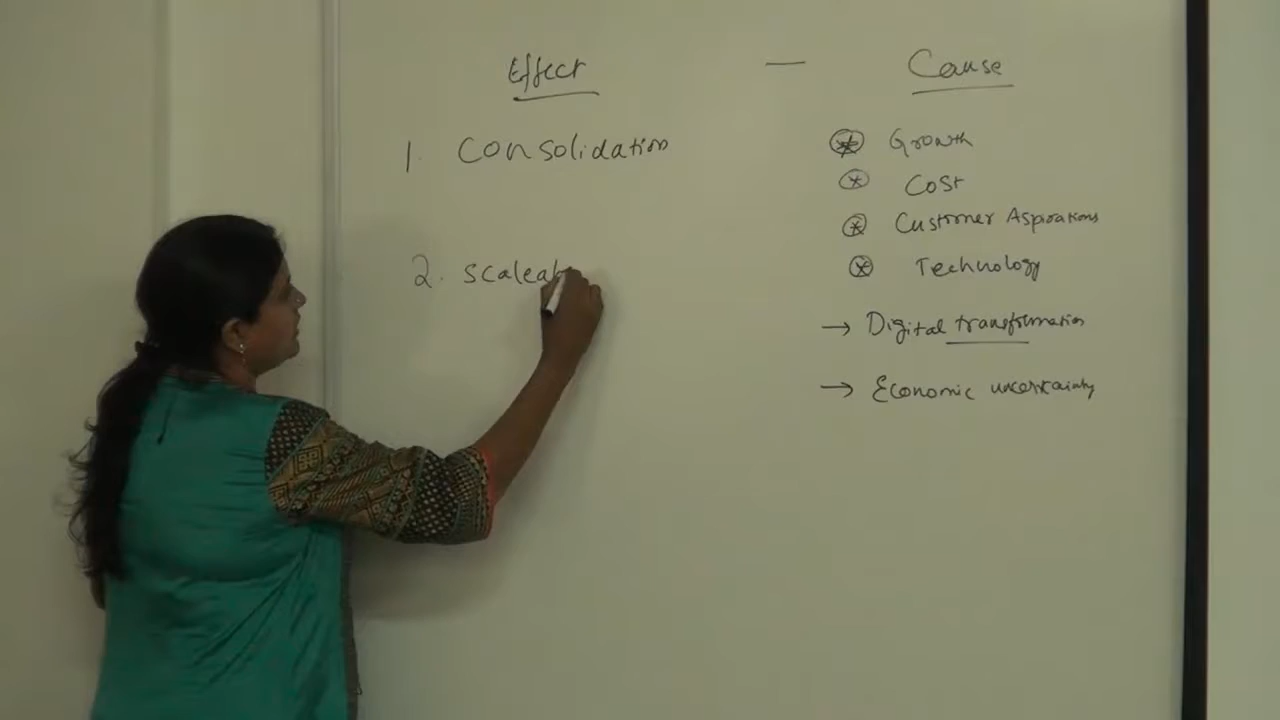 Effect — Cause
1. Consolidation
2. Scaleab
⊛ Growth
⊛ Cost
⊛ Customer Aspirations
⊛ Technology
→ Digital transformation
→ Economic uncertainty